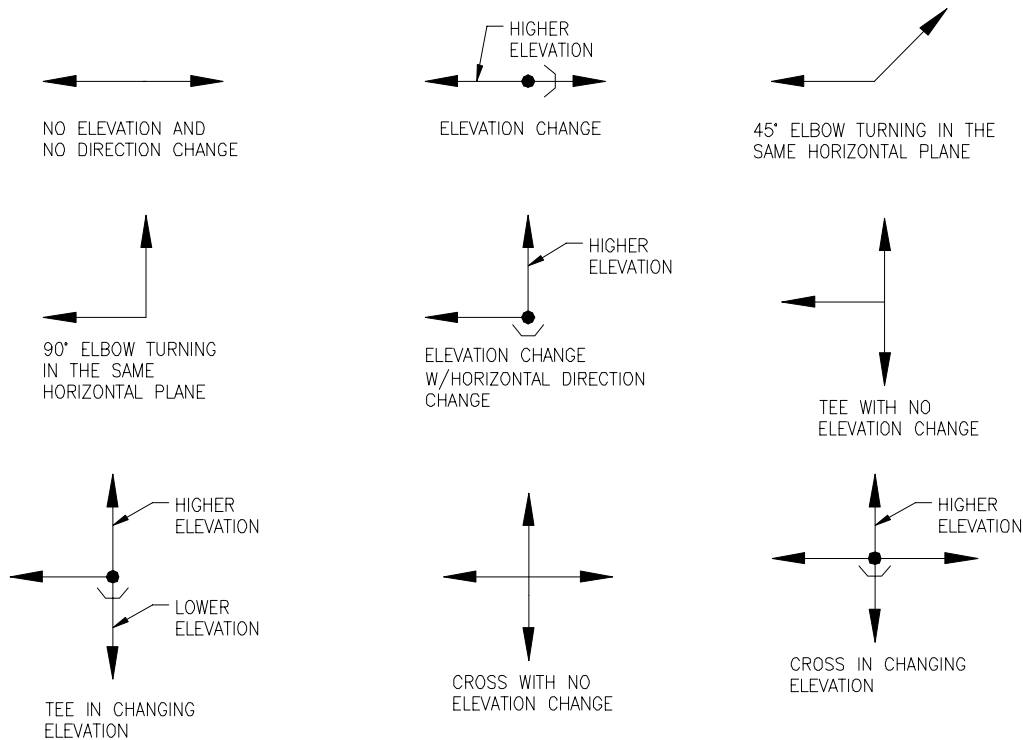 HIGHER
ELEVATION
NO ELEVATION AND
NO DIRECTION CHANGE
ELEVATION CHANGE
45° ELBOW TURNING IN THE
SAME HORIZONTAL PLANE
HIGHER
ELEVATION
90° ELBOW TURNING
IN THE SAME
HORIZONTAL PLANE
ELEVATION CHANGE
W/HORIZONTAL DIRECTION
CHANGE
TEE WITH NO
ELEVATION CHANGE
HIGHER
ELEVATION
LOWER
ELEVATION
TEE IN CHANGING
ELEVATION
CROSS WITH NO
ELEVATION CHANGE
HIGHER
ELEVATION
CROSS IN CHANGING
ELEVATION